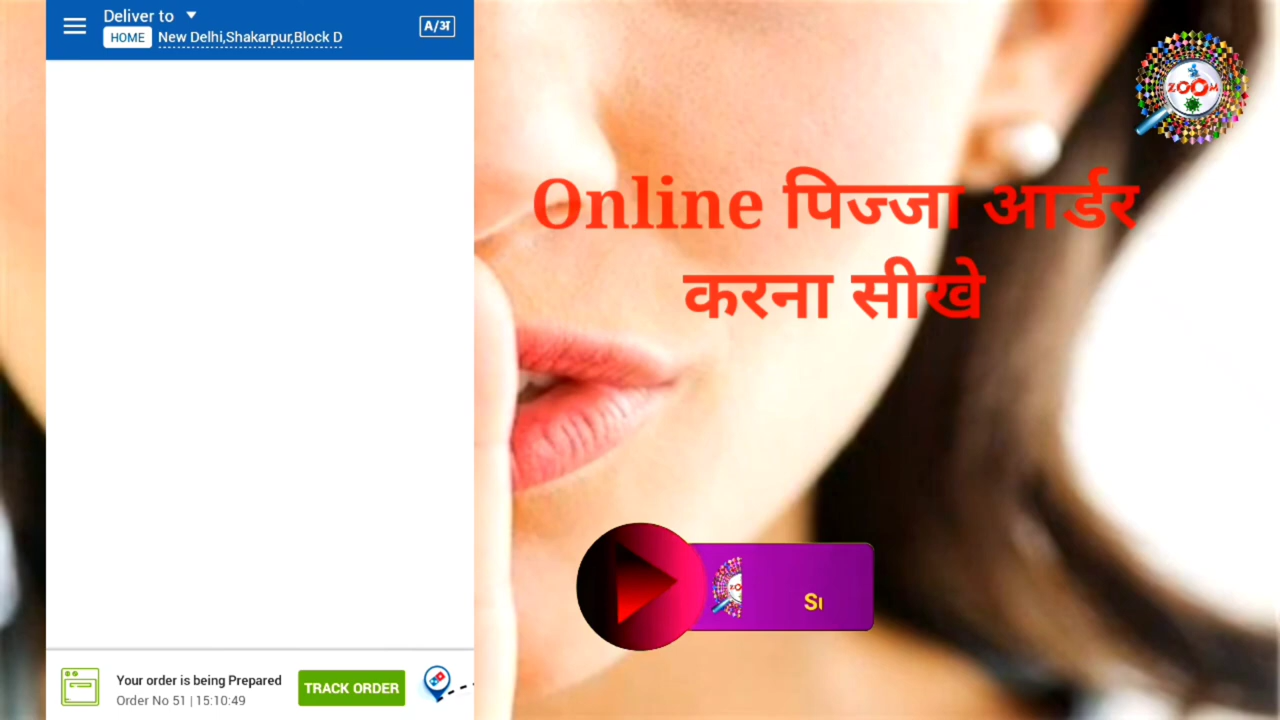 Deliver to
HOME New Delhi,Shakarpur,Block D
A/अ
ZOOM
Online पिज्जा आर्डर
करना सीखे
Your order is being Prepared
TRACK ORDER
Order No 51 | 15:10:49